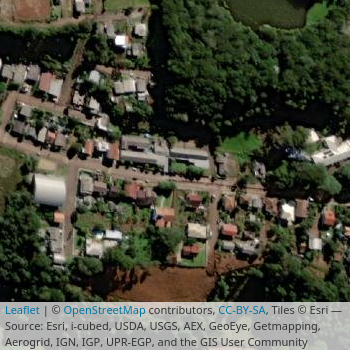 Leaflet | © OpenStreetMap contributors, CC-BY-SA, Tiles © Esri —
Source: Esri, i-cubed, USDA, USGS, AEX, GeoEye, Getmapping,
Aerogrid, IGN, IGP, UPR-EGP, and the GIS User Community